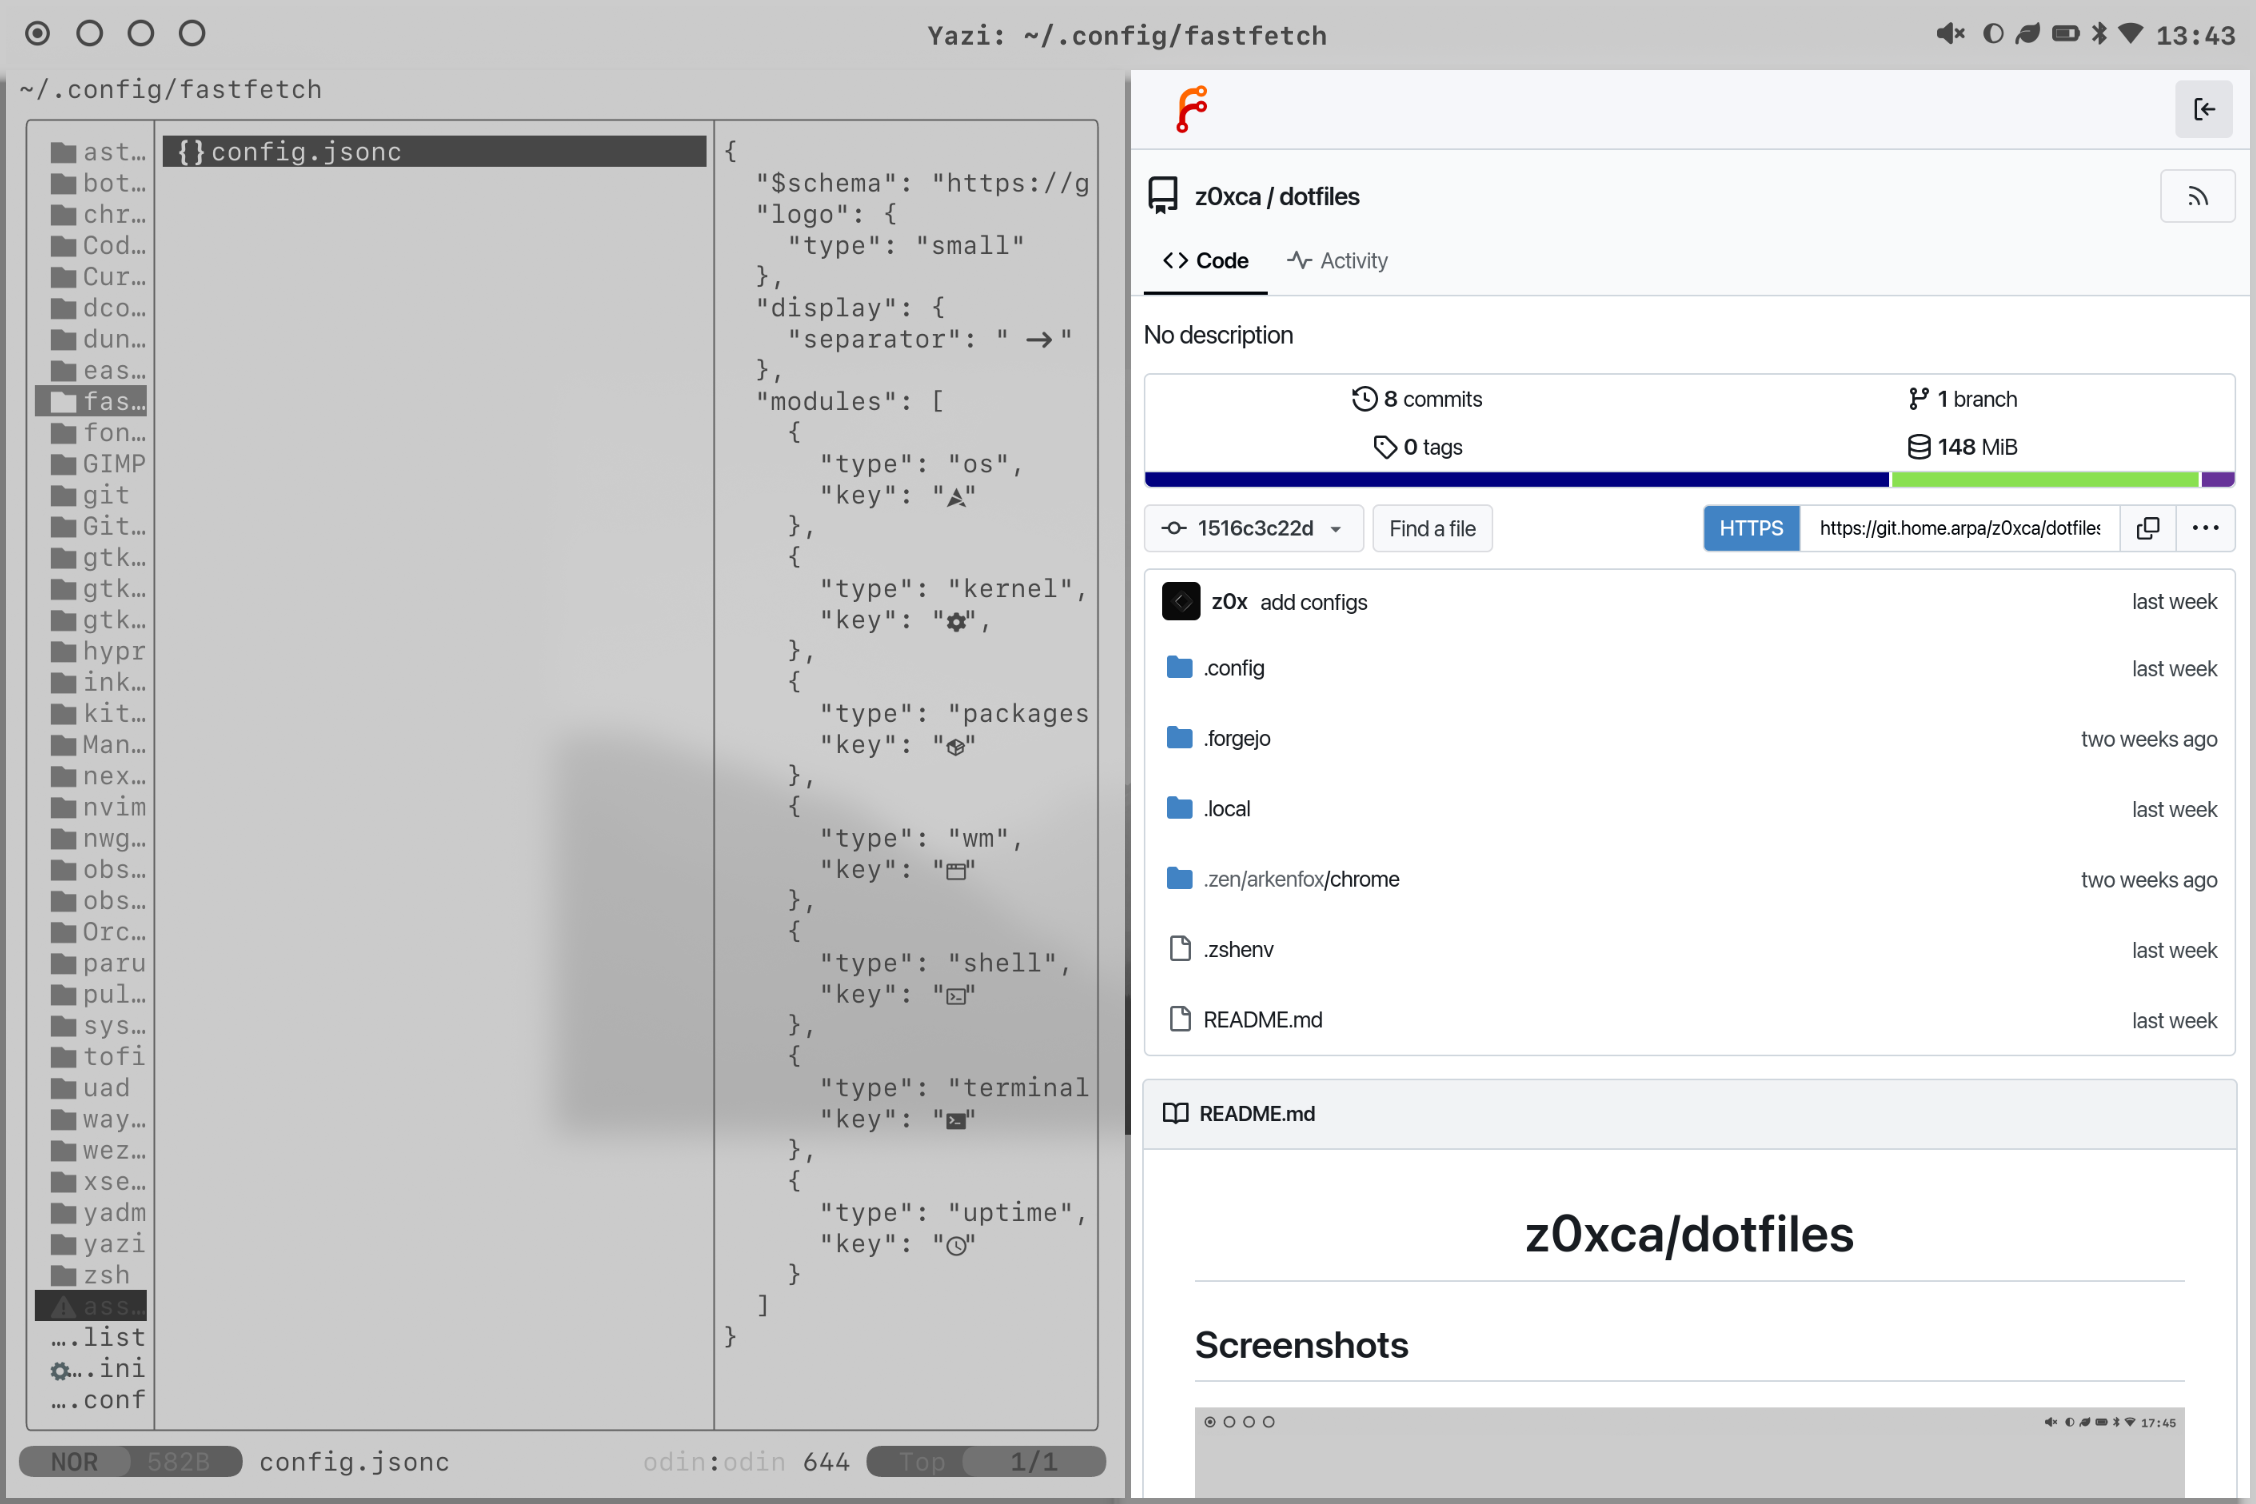 Yazi: ~/.config/fastfetch
13:43
~/.config/fastfetch
ast…
bot…
chr…
Cod…
Cur…
dco…
dun…
eas…
fas…
fon…
GIMP
git
Git…
gtk…
gtk…
gtk…
hypr
ink…
kit…
Man…
nex…
nvim
nwg…
obs…
obs…
Orc…
paru
pul…
sys…
tofi
uad
way…
wez…
xse…
yadm
yazi
zsh
ass…
….list
….ini
….conf
{}config.jsonc
{
"$schema": "https://g
"logo": {
"type": "small"
},
"display": {
"separator": " →"
},
"modules": [
{
"type": "os",
"key": ""
},
{
"type": "kernel",
"key": "",
},
{
"type": "packages
"key": ""
},
{
"type": "wm",
"key": ""
},
{
"type": "shell",
"key": ""
},
{
"type": "terminal
"key": ""
},
{
"type": "uptime",
"key": ""
}
]
}
NOR 582B config.jsonc odin:odin 644 Top 1/1
z0xca / dotfiles
Code Activity
No description
8 commits 1 branch
0 tags 148 MiB
1516c3c22d Find a file HTTPS https://git.home.arpa/z0xca/dotfiles
z0x add configs last week
.config last week
.forgejo two weeks ago
.local last week
.zen/arkenfox/chrome two weeks ago
.zshenv last week
README.md last week
README.md
z0xca/dotfiles
Screenshots
17:45